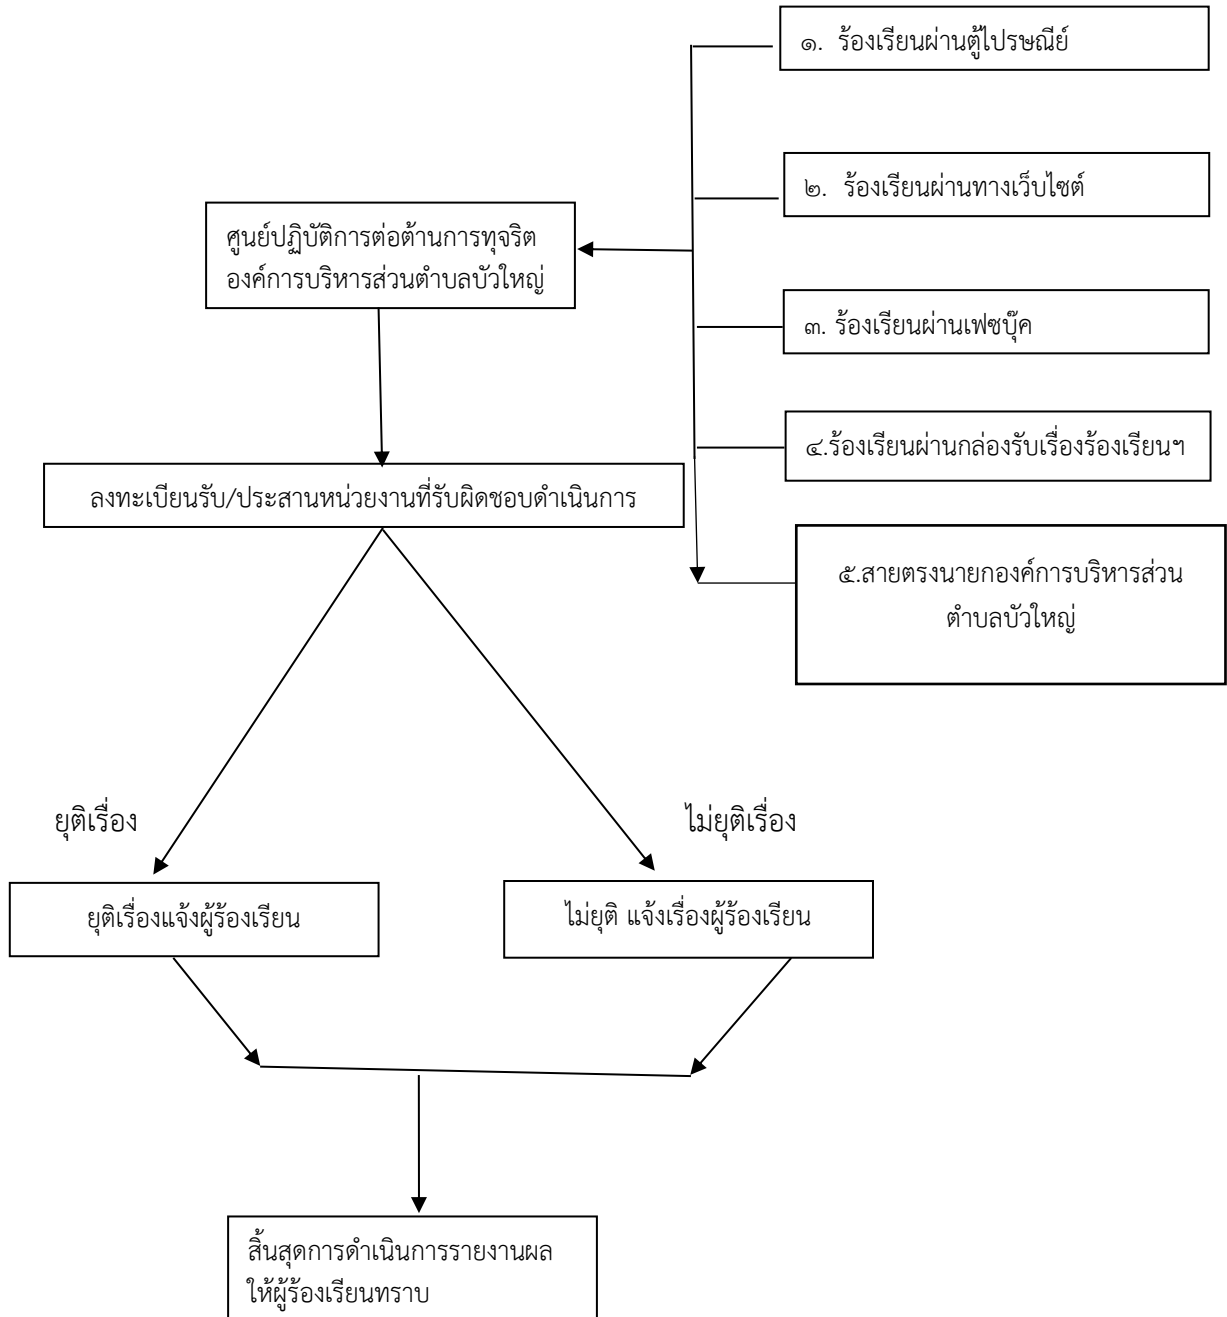 ๑. ร้องเรียนผ่านตู้ไปรษณีย์
๒. ร้องเรียนผ่านทางเว็บไซต์
ศูนย์ปฏิบัติการต่อต้านการทุจริต
องค์การบริหารส่วนตำบลบัวใหญ่
๓. ร้องเรียนผ่านเฟซบุ๊ค
๔.ร้องเรียนผ่านกล่องรับเรื่องร้องเรียนฯ
ลงทะเบียนรับ/ประสานหน่วยงานที่รับผิดชอบดำเนินการ
๕.สายตรงนายกองค์การบริหารส่วน
ตำบลบัวใหญ่
ยุติเรื่อง
ไม่ยุติเรื่อง
ยุติเรื่องแจ้งผู้ร้องเรียน
ไม่ยุติ แจ้งเรื่องผู้ร้องเรียน
สิ้นสุดการดำเนินการรายงานผล
ให้ผู้ร้องเรียนทราบ